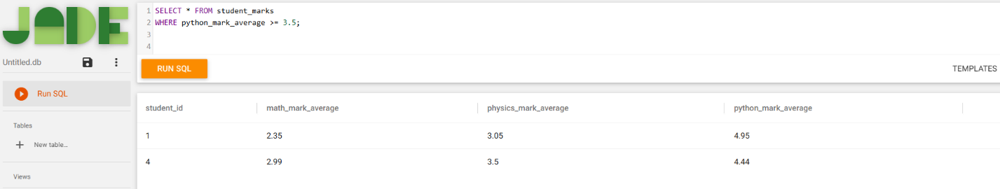 JADE
1 SELECT * FROM student_marks
2 WHERE python_mark_average >= 3.5;
3
4
Untitled.db
RUN SQL
TEMPLATES
Run SQL
student_id math_mark_average physics_mark_average python_mark_average
Tables
1 2.35 3.05 4.95
New table...
4 2.99 3.5 4.44
Views